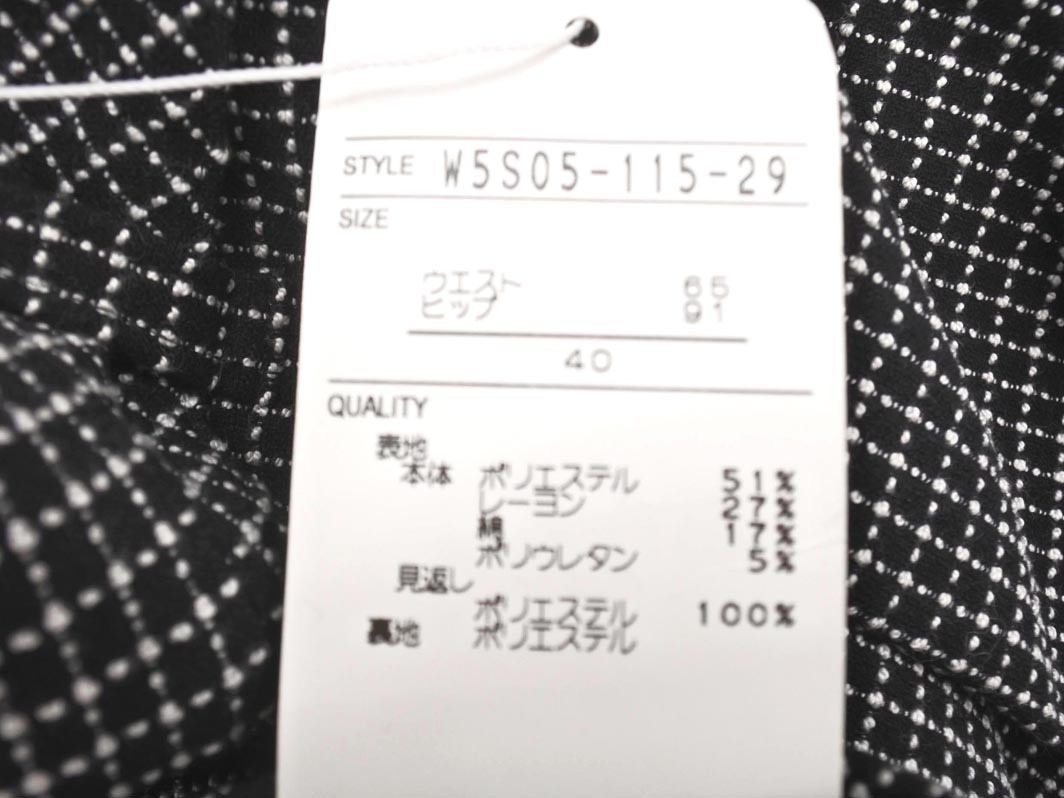 STYLE W5S05-115-29
SIZE
ウエスト 65
ヒップ 91
40
QUALITY
表地
本体 ポリエステル 51%
レーヨン 27%
綿 17%
ポリウレタン 5%
見返し
ポリエステル 100%
裏地 ポリエステル